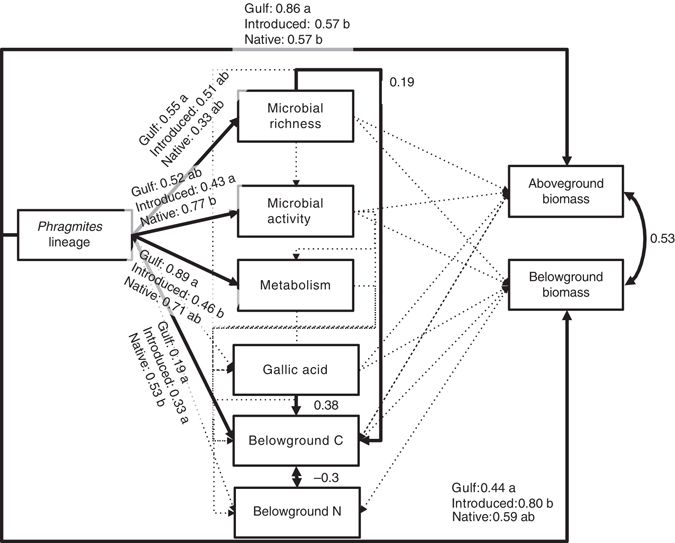 Gulf: 0.86 a
Introduced: 0.57 b
Native: 0.57 b
0.19
Microbial
richness
Gulf: 0.55 a
Introduced: 0.51 ab
Native: 0.33 ab
Gulf: 0.52 ab
Introduced: 0.43 a
Native: 0.77 b
Microbial
activity
Aboveground
biomass
Phragmites
lineage
0.53
Metabolism
Belowground
biomass
Gulf: 0.89 a
Introduced: 0.46 b
Native: 0.71 ab
Gulf: 0.19 a
Introduced: 0.33 a
Native: 0.53 b
Gallic acid
0.38
Belowground C
–0.3
Belowground N
Gulf:0.44 a
Introduced:0.80 b
Native:0.59 ab